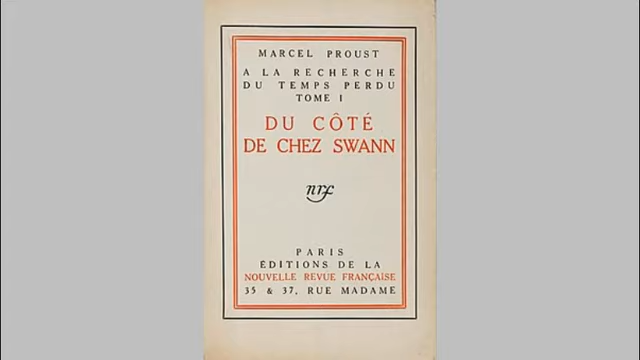 MARCEL PROUST
A LA RECHERCHE
DU TEMPS PERDU
TOME I
DU CÔTÉ
DE CHEZ SWANN
nrf
PARIS
ÉDITIONS DE LA
NOUVELLE REVUE FRANÇAISE
35 & 37, RUE MADAME